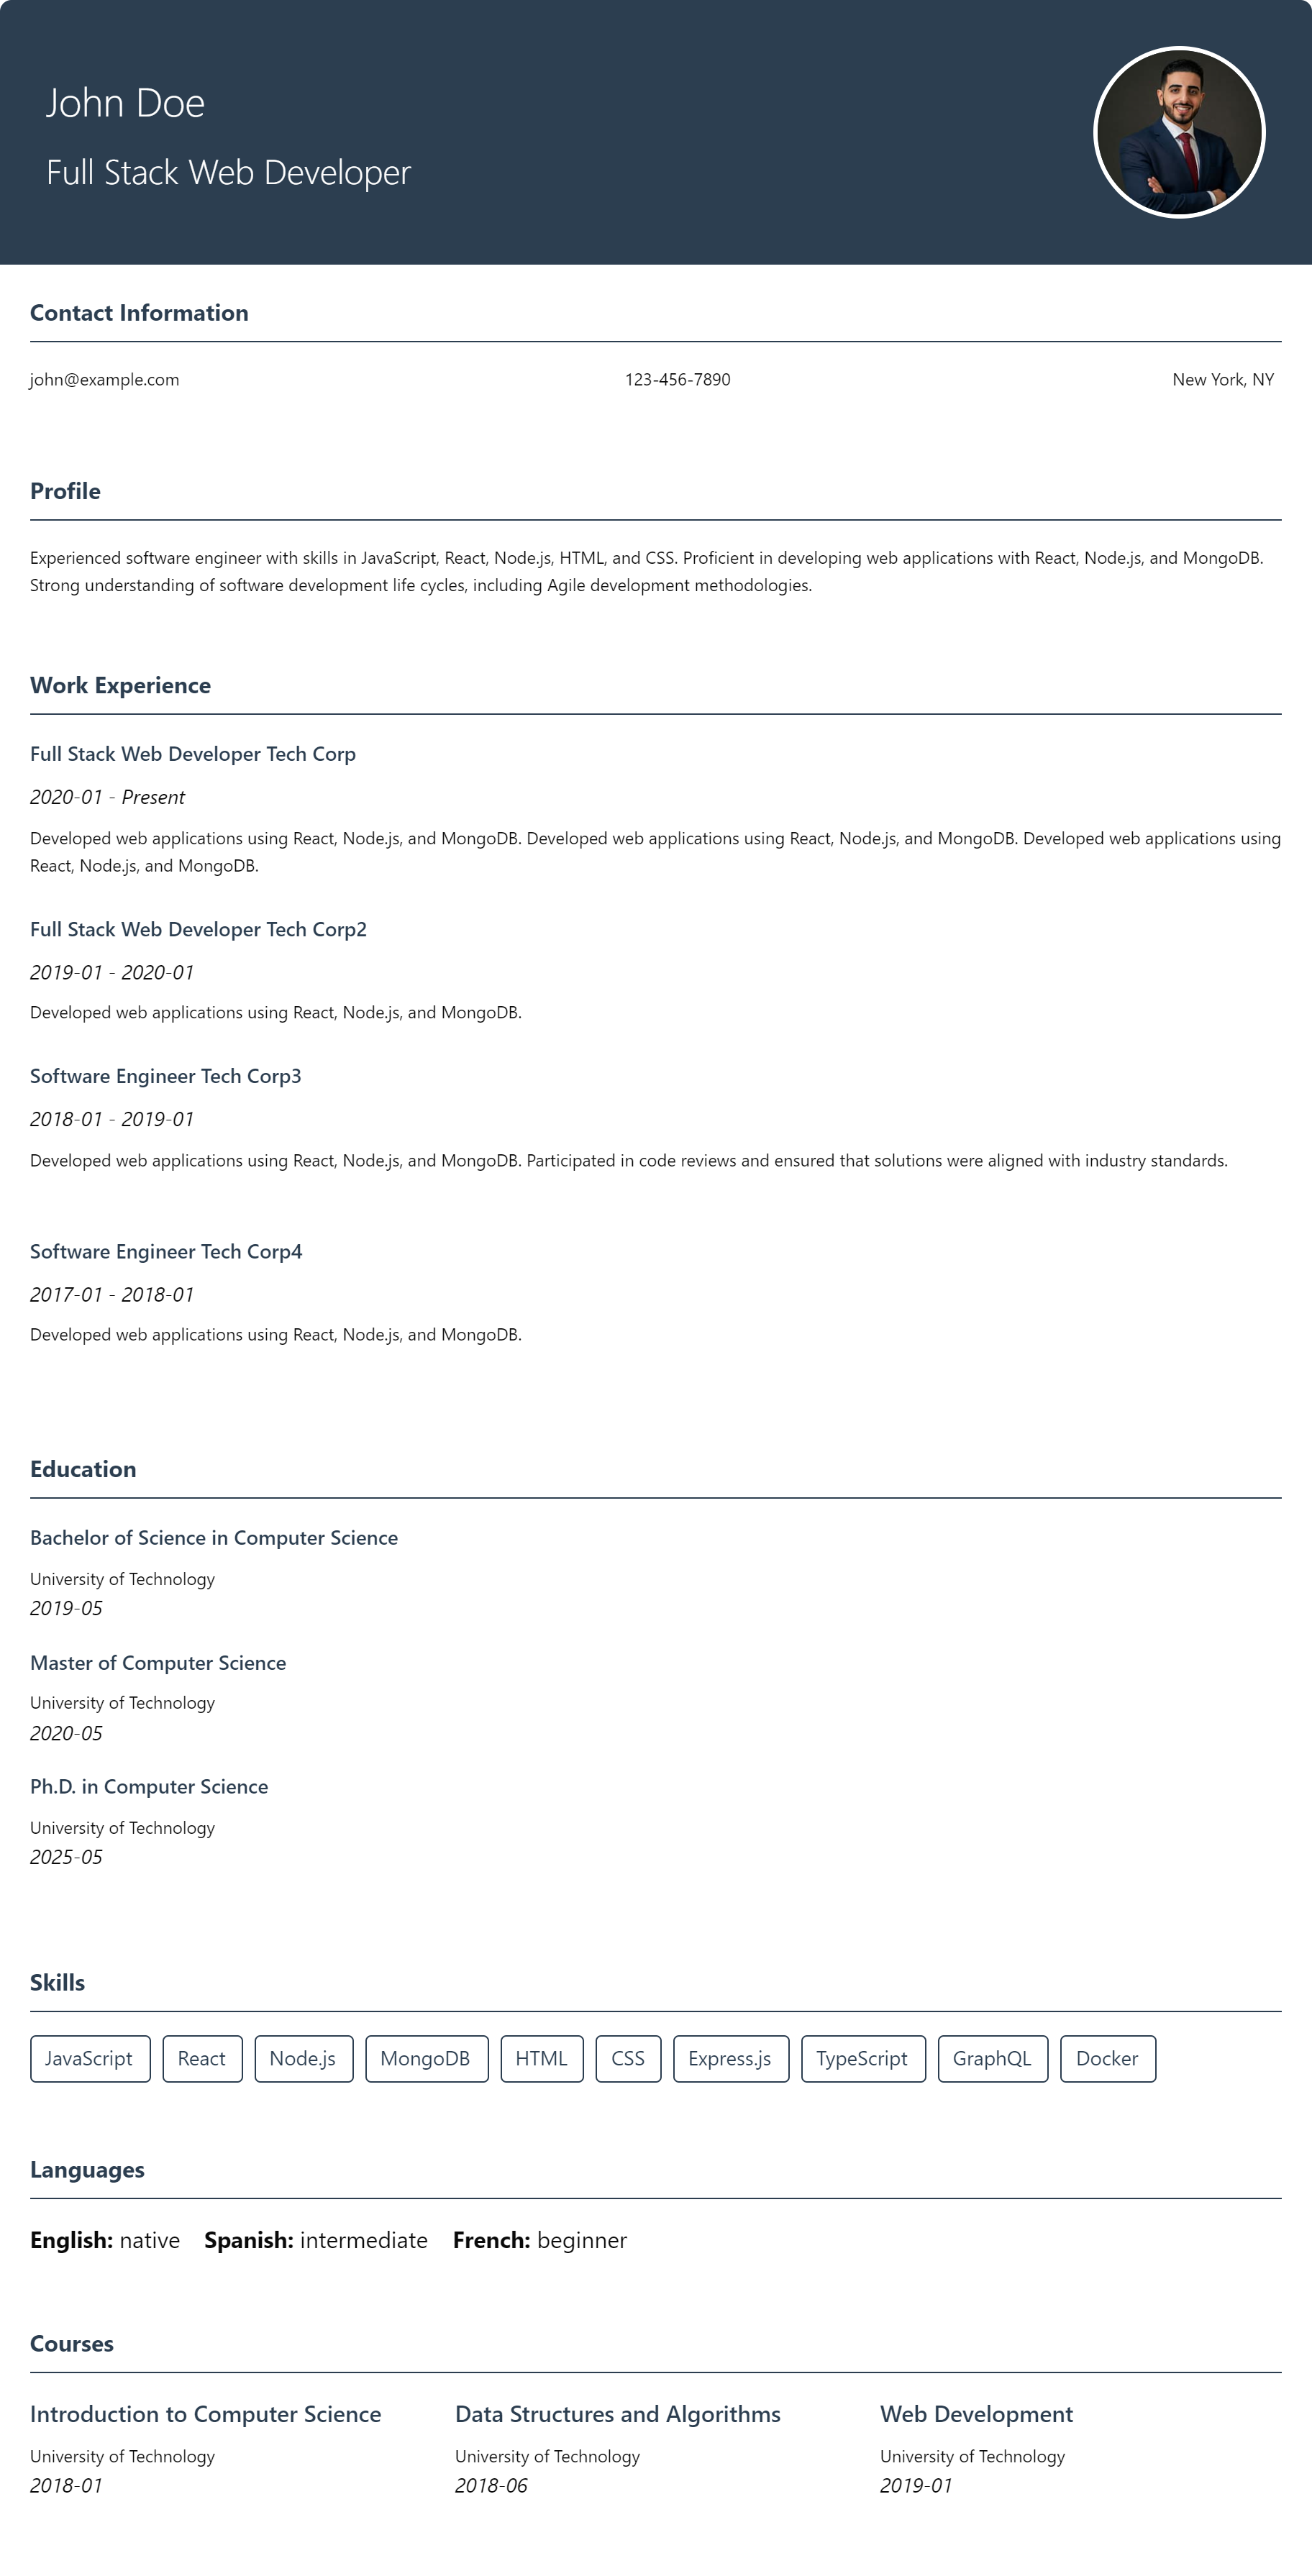 John Doe
Full Stack Web Developer
Contact Information
john@example.com 123-456-7890 New York, NY
Profile
Experienced software engineer with skills in JavaScript, React, Node.js, HTML, and CSS. Proficient in developing web applications with React, Node.js, and MongoDB.
Strong understanding of software development life cycles, including Agile development methodologies.
Work Experience
Full Stack Web Developer Tech Corp
2020-01 - Present
Developed web applications using React, Node.js, and MongoDB. Developed web applications using React, Node.js, and MongoDB. Developed web applications using
React, Node.js, and MongoDB.
Full Stack Web Developer Tech Corp2
2019-01 - 2020-01
Developed web applications using React, Node.js, and MongoDB.
Software Engineer Tech Corp3
2018-01 - 2019-01
Developed web applications using React, Node.js, and MongoDB. Participated in code reviews and ensured that solutions were aligned with industry standards.
Software Engineer Tech Corp4
2017-01 - 2018-01
Developed web applications using React, Node.js, and MongoDB.
Education
Bachelor of Science in Computer Science
University of Technology
2019-05
Master of Computer Science
University of Technology
2020-05
Ph.D. in Computer Science
University of Technology
2025-05
Skills
JavaScript React Node.js MongoDB HTML CSS Express.js TypeScript GraphQL Docker
Languages
English: native Spanish: intermediate French: beginner
Courses
Introduction to Computer Science Data Structures and Algorithms Web Development
University of Technology University of Technology University of Technology
2018-01 2018-06 2019-01